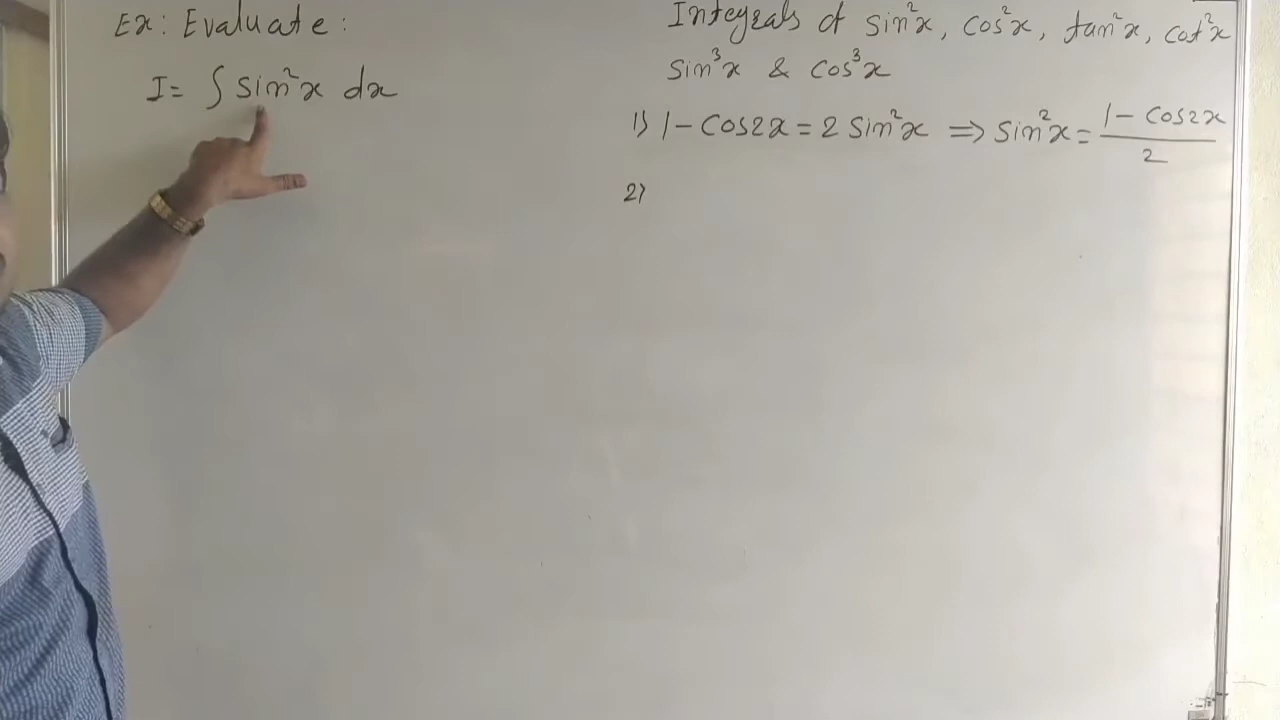 Ex: Evaluate:
I = ∫ sin²x dx
Integrals of sin²x, cos²x, tan²x, cot²x
sin³x & cos³x
1) 1 - cos2x = 2 sin²x ⇒ sin²x = (1 - cos2x)/2
2)